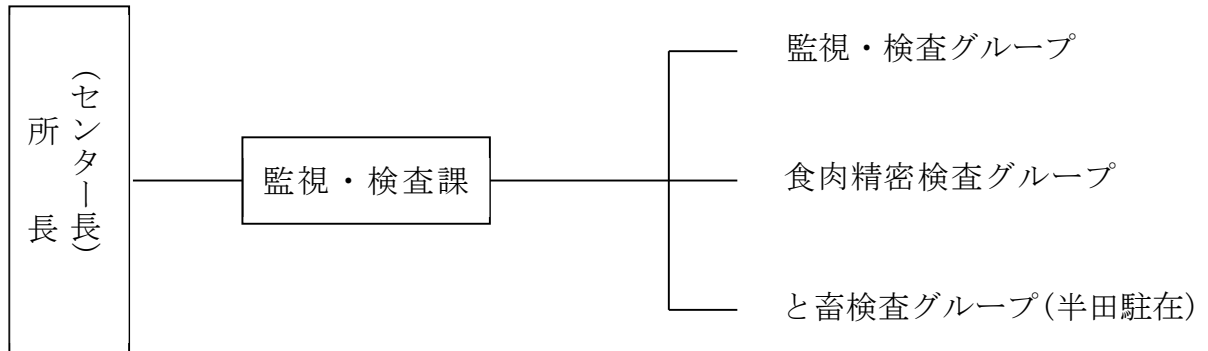 所長
(センター長)
監視・検査課
監視・検査グループ
食肉精密検査グループ
と畜検査グループ(半田駐在)